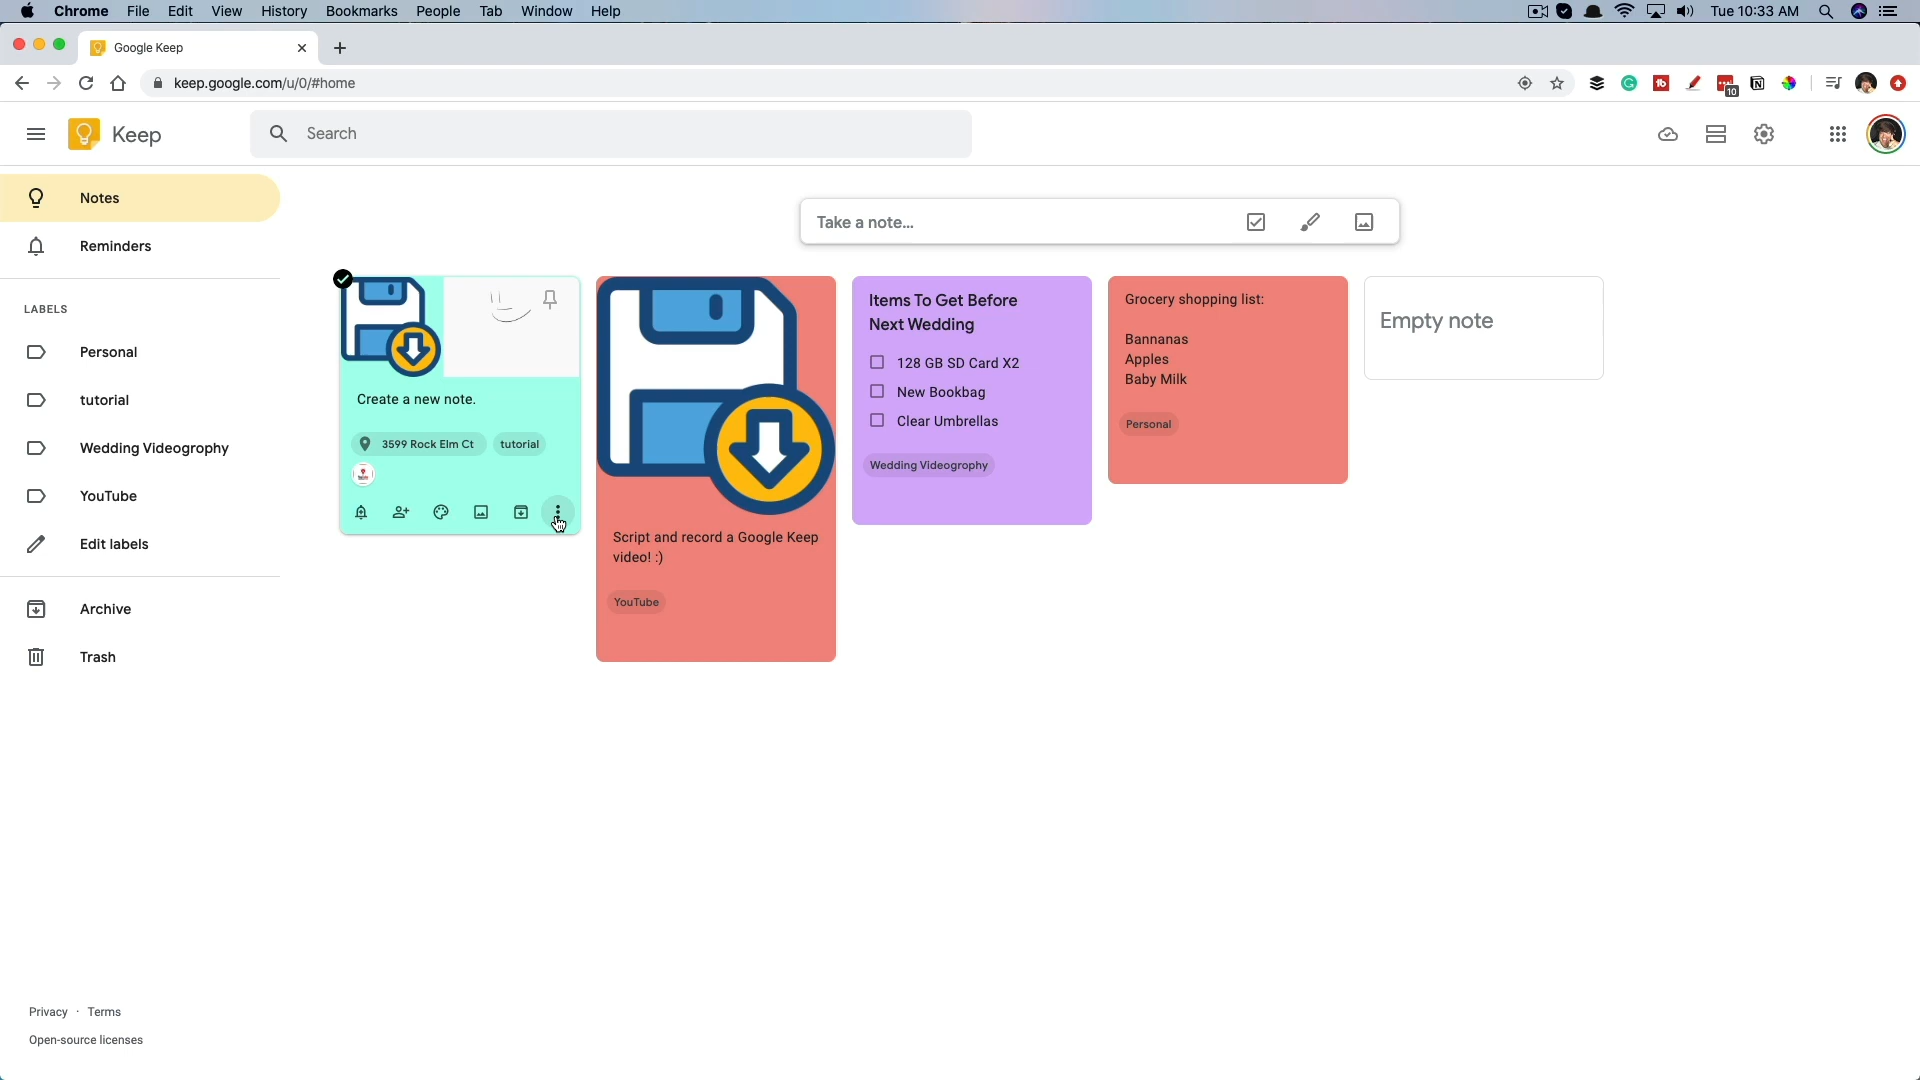 Chrome File Edit View History Bookmarks People Tab Window Help Tue 10:33 AM
Google Keep
keep.google.com/u/0/#home
10
Keep
Search
Notes
Reminders
LABELS
Personal
tutorial
Wedding Videography
YouTube
Edit labels
Archive
Trash
Take a note...
Create a new note.
3599 Rock Elm Ct tutorial
Script and record a Google Keep
video! :)
YouTube
Items To Get Before
Next Wedding
128 GB SD Card X2
New Bookbag
Clear Umbrellas
Wedding Videography
Grocery shopping list:
Bannanas
Apples
Baby Milk
Personal
Empty note
Privacy · Terms
Open-source licenses